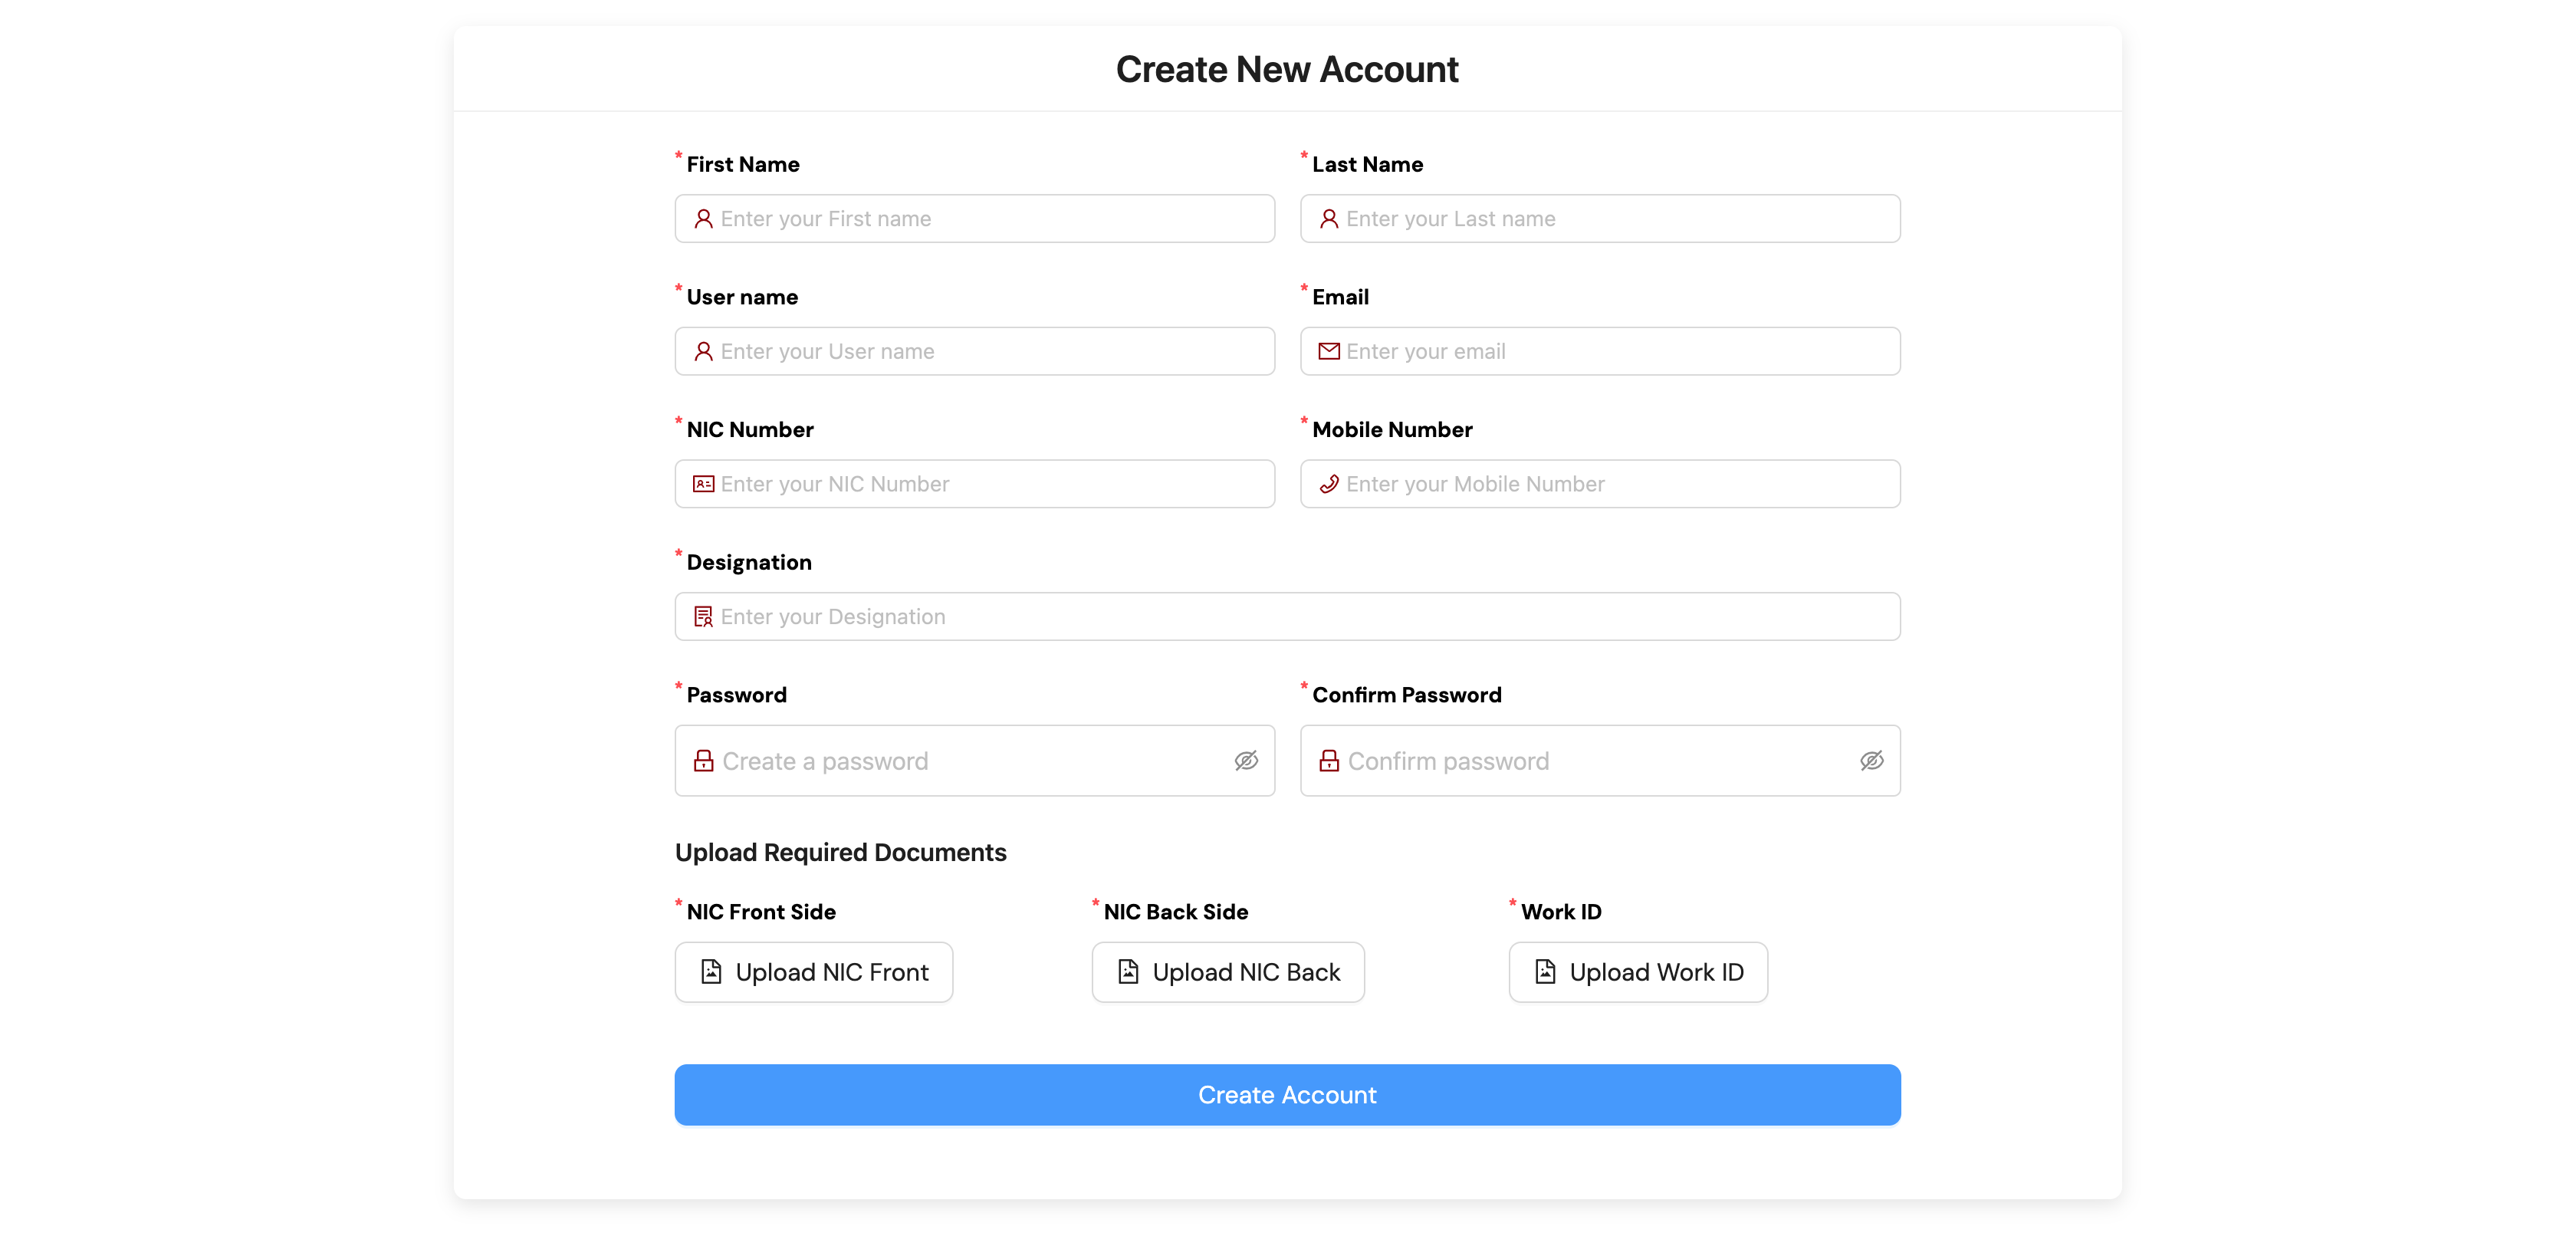 Create New Account
* First Name
* Last Name
Enter your First name
Enter your Last name
* User name
* Email
Enter your User name
Enter your email
* NIC Number
* Mobile Number
Enter your NIC Number
Enter your Mobile Number
* Designation
Enter your Designation
* Password
* Confirm Password
Create a password
Confirm password
Upload Required Documents
* NIC Front Side
* NIC Back Side
* Work ID
Upload NIC Front
Upload NIC Back
Upload Work ID
Create Account